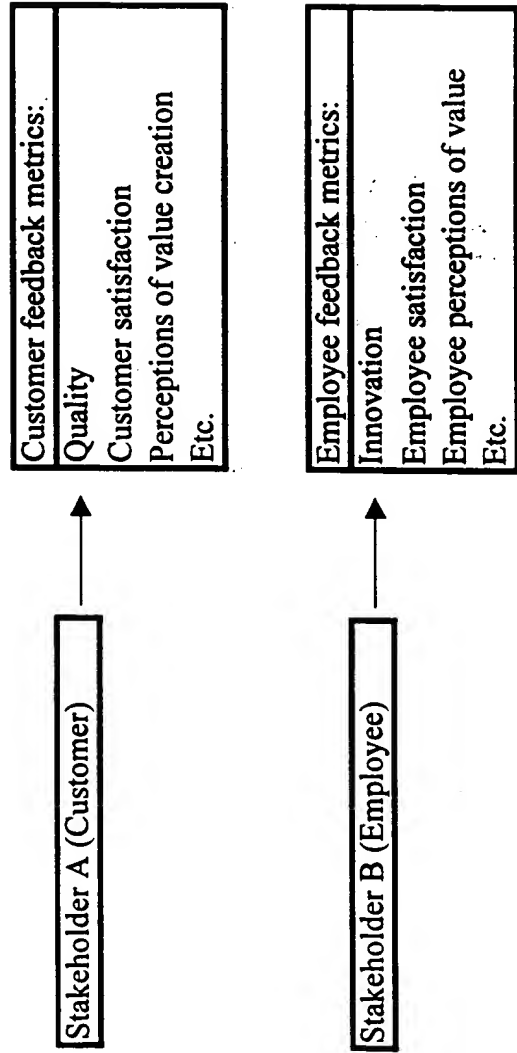 Stakeholder A (Customer)
Customer feedback metrics:
Quality
Customer satisfaction
Perceptions of value creation
Etc.
Stakeholder B (Employee)
Employee feedback metrics:
Innovation
Employee satisfaction
Employee perceptions of value
Etc.